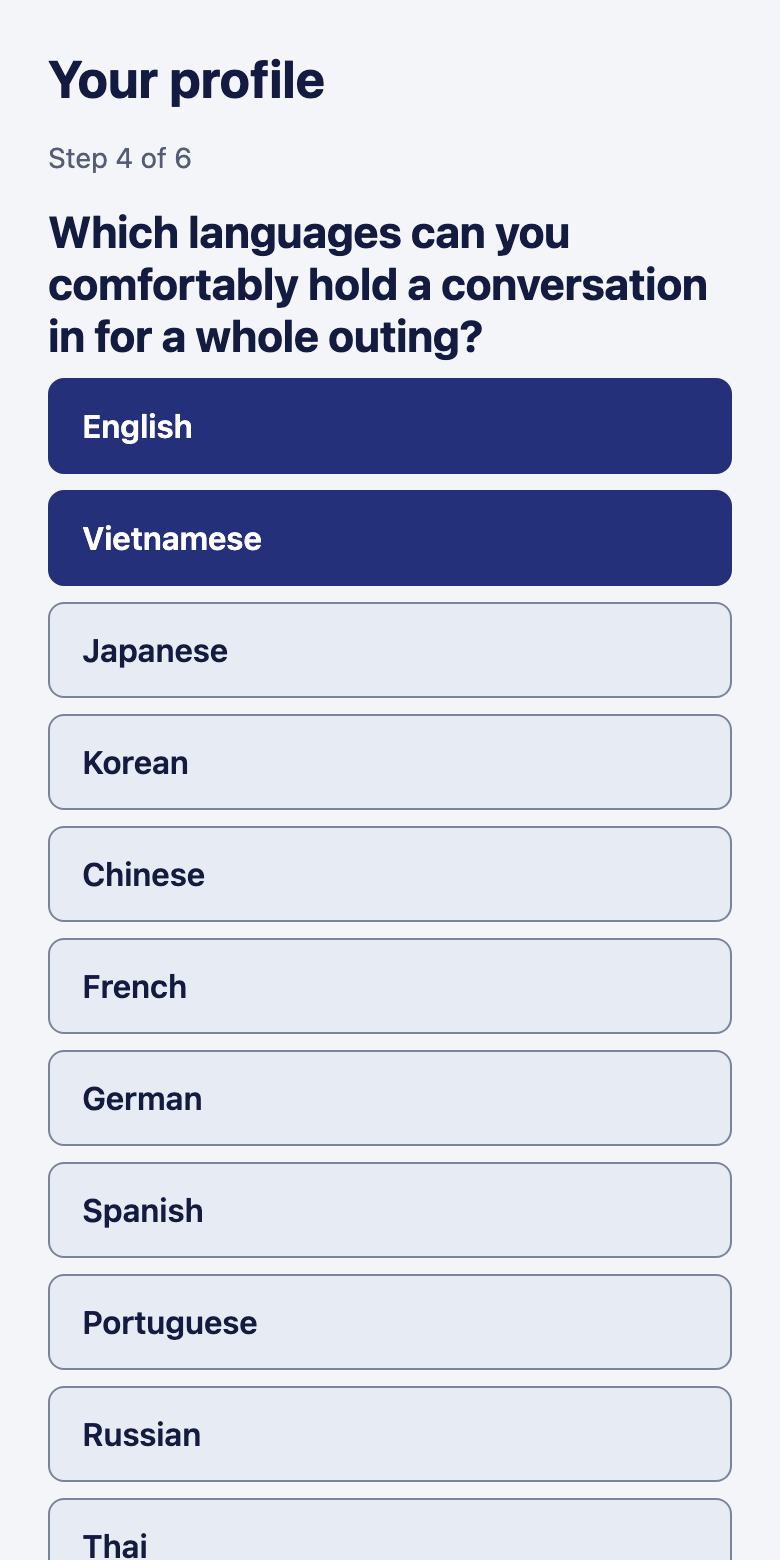 Your profile
Step 4 of 6
Which languages can you
comfortably hold a conversation
in for a whole outing?
English
Vietnamese
Japanese
Korean
Chinese
French
German
Spanish
Portuguese
Russian
Thai